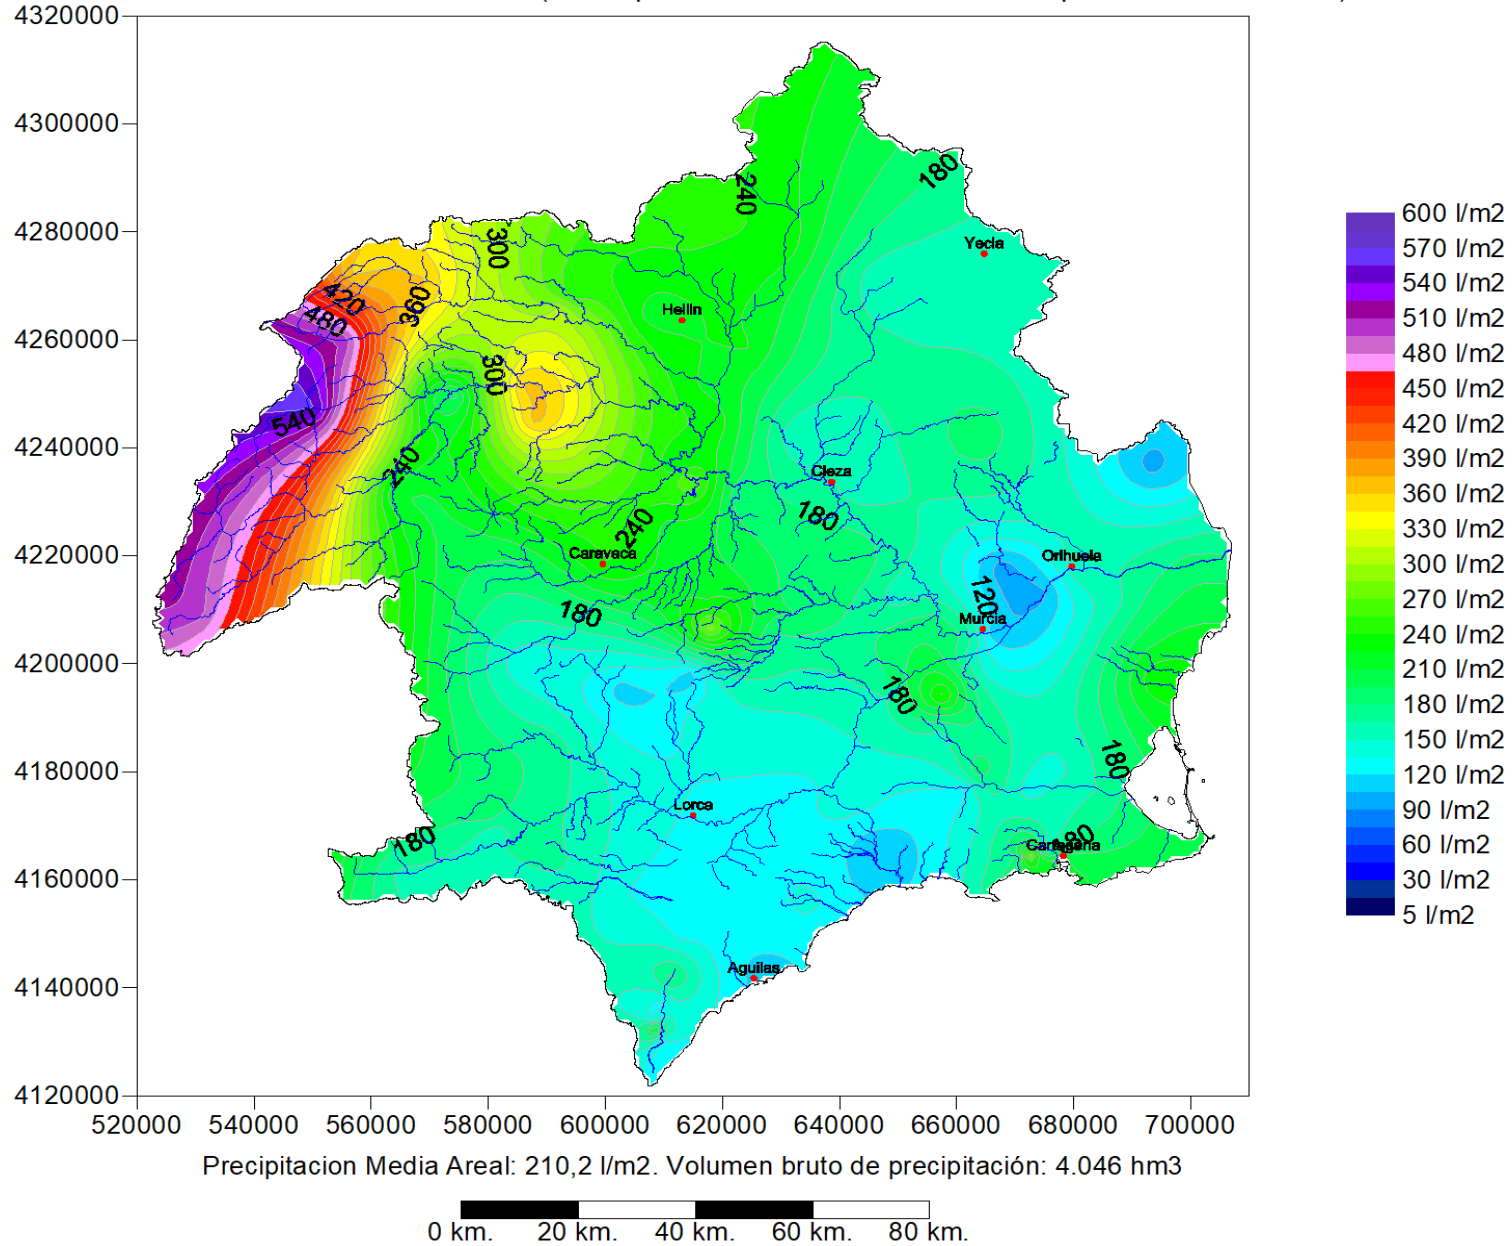 4320000
4300000
4280000
4260000
4240000
4220000
4200000
4180000
4160000
4140000
4120000
520000 540000 560000 580000 600000 620000 640000 660000 680000 700000
180
240
Yecla
300
420
360
480
Hellin
300
540
240
Cieza
180
240
Caravaca
Orihuela
120
180
Murcia
180
180
Lorca
180
180
Cartagena
Aguilas
600 l/m2
570 l/m2
540 l/m2
510 l/m2
480 l/m2
450 l/m2
420 l/m2
390 l/m2
360 l/m2
330 l/m2
300 l/m2
270 l/m2
240 l/m2
210 l/m2
180 l/m2
150 l/m2
120 l/m2
90 l/m2
60 l/m2
30 l/m2
5 l/m2
Precipitacion Media Areal: 210,2 l/m2. Volumen bruto de precipitación: 4.046 hm3
0 km. 20 km. 40 km. 60 km. 80 km.